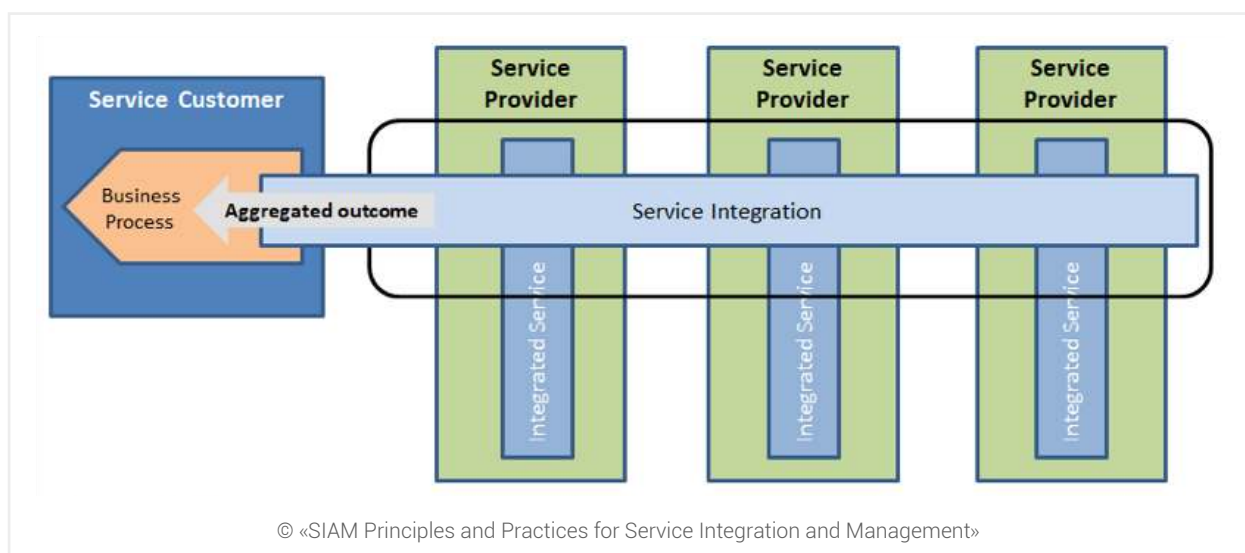 Service Customer
Business
Process
Aggregated outcome
Service
Provider
Service
Provider
Service
Provider
Service Integration
Integrated Service
Integrated Service
Integrated Service
© «SIAM Principles and Practices for Service Integration and Management»